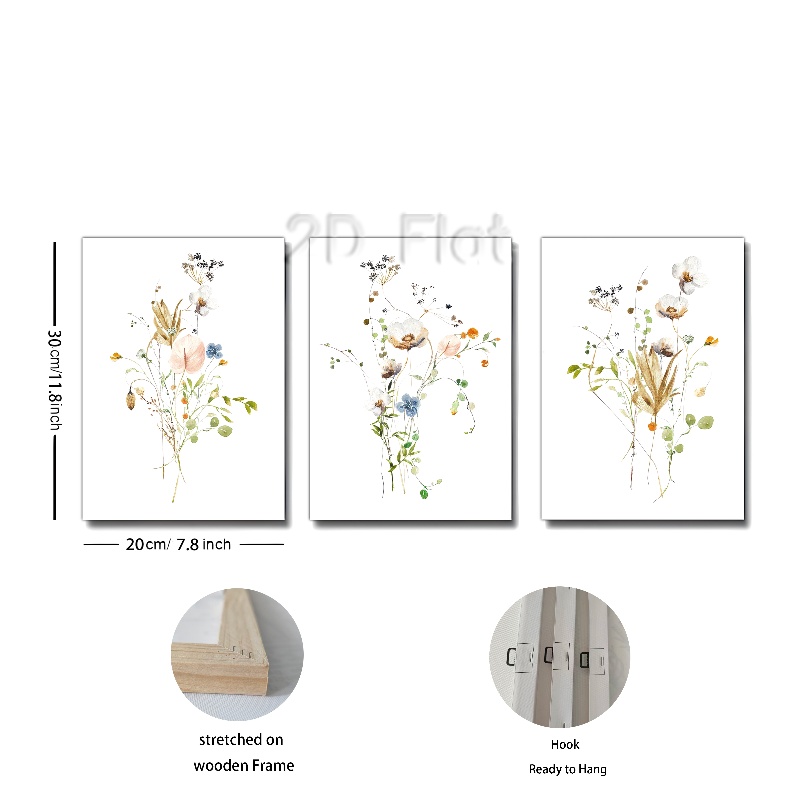 2D Flat
30cm/11.8inch
20cm/ 7.8 inch
stretched on
wooden Frame
Hook
Ready to Hang